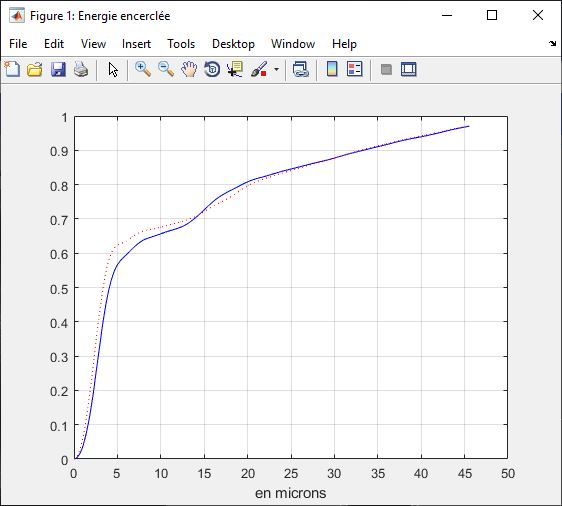 Figure 1: Energie encerclée
File Edit View Insert Tools Desktop Window Help
1
0.9
0.8
0.7
0.6
0.5
0.4
0.3
0.2
0.1
0
0 5 10 15 20 25 30 35 40 45 50
en microns